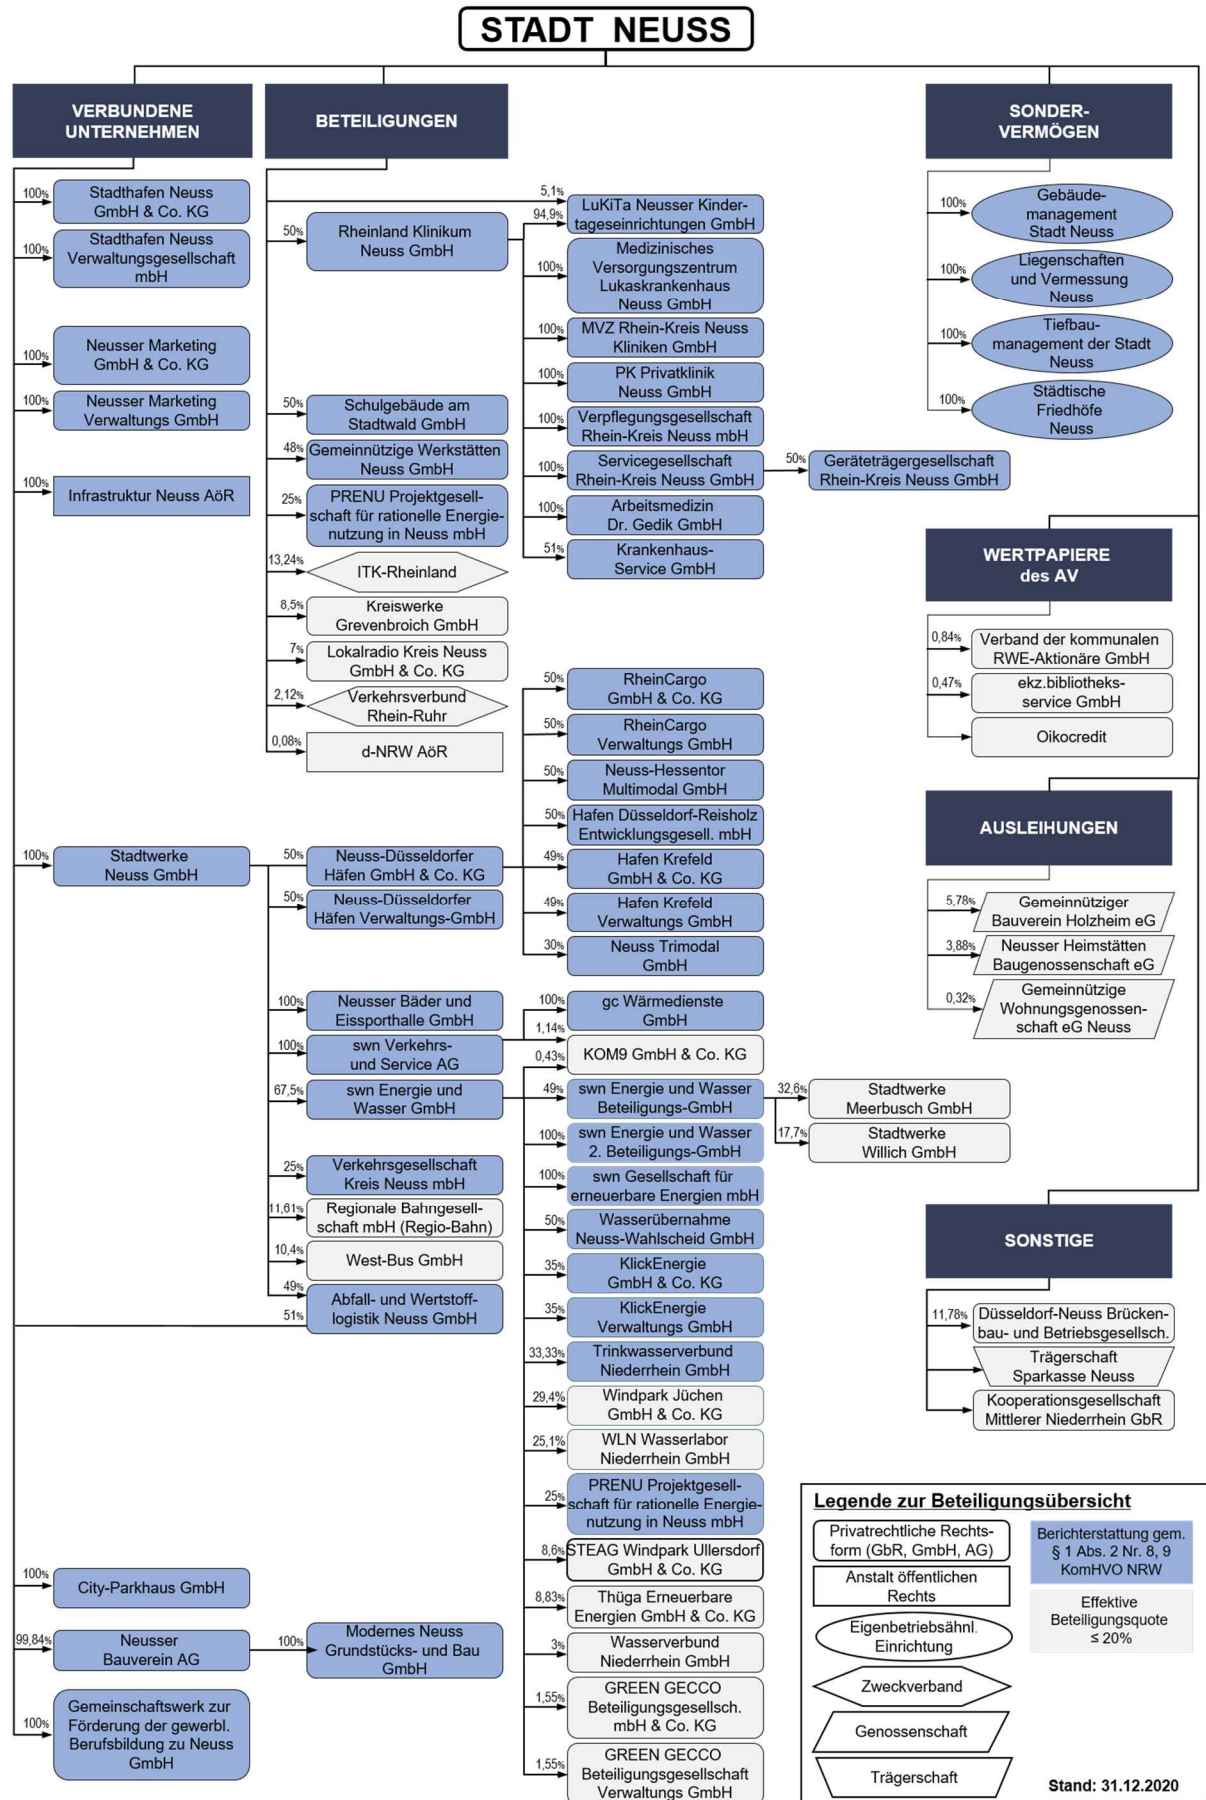 STADT NEUSS
VERBUNDENE
UNTERNEHMEN
100%
Stadthafen Neuss
GmbH & Co. KG
100%
Stadthafen Neuss
Verwaltungsgesellschaft
mbH
100%
Neusser Marketing
GmbH & Co. KG
100%
Neusser Marketing
Verwaltungs GmbH
100%
Infrastruktur Neuss AöR
100%
Stadtwerke
Neuss GmbH
100%
City-Parkhaus GmbH
99,84%
Neusser
Bauverein AG
100%
Gemeinschaftswerk zur
Förderung der gewerbl.
Berufsbildung zu Neuss
GmbH
BETEILIGUNGEN
50%
Rheinland Klinikum
Neuss GmbH
50%
Schulgebäude am
Stadtwald GmbH
48%
Gemeinnützige Werkstätten
Neuss GmbH
25%
PRENU Projektgesell-
schaft für rationelle Energie-
nutzung in Neuss mbH
13,24%
ITK-Rheinland
8,5%
Kreiswerke
Grevenbroich GmbH
7%
Lokalradio Kreis Neuss
GmbH & Co. KG
2,12%
Verkehrsverbund
Rhein-Ruhr
0,08%
d-NRW AöR
50%
Neuss-Düsseldorfer
Häfen GmbH & Co. KG
50%
Neuss-Düsseldorfer
Häfen Verwaltungs-GmbH
100%
Neusser Bäder und
Eissporthalle GmbH
100%
swn Verkehrs-
und Service AG
67,5%
swn Energie und
Wasser GmbH
25%
Verkehrsgesellschaft
Kreis Neuss mbH
11,61%
Regionale Bahngesell-
schaft mbH (Regio-Bahn)
10,4%
West-Bus GmbH
49%
51%
Abfall- und Wertstoff-
logistik Neuss GmbH
100%
Modernes Neuss
Grundstücks- und Bau
GmbH
5,1%
94,9%
LuKiTa Neusser Kinder-
tageseinrichtungen GmbH
100%
Medizinisches
Versorgungszentrum
Lukaskrankenhaus
Neuss GmbH
100%
MVZ Rhein-Kreis Neuss
Kliniken GmbH
100%
PK Privatklinik
Neuss GmbH
100%
Verpflegungsgesellschaft
Rhein-Kreis Neuss mbH
100%
Servicegesellschaft
Rhein-Kreis Neuss GmbH
50%
Geräteträgergesellschaft
Rhein-Kreis Neuss GmbH
100%
Arbeitsmedizin
Dr. Gedik GmbH
51%
Krankenhaus-
Service GmbH
50%
RheinCargo
GmbH & Co. KG
50%
RheinCargo
Verwaltungs GmbH
50%
Neuss-Hessentor
Multimodal GmbH
50%
Hafen Düsseldorf-Reisholz
Entwicklungsgesell. mbH
49%
Hafen Krefeld
GmbH & Co. KG
49%
Hafen Krefeld
Verwaltungs GmbH
30%
Neuss Trimodal
GmbH
100%
gc Wärmedienste
GmbH
1,14%
0,43%
KOM9 GmbH & Co. KG
49%
swn Energie und Wasser
Beteiligungs-GmbH
32,6%
Stadtwerke
Meerbusch GmbH
17,7%
Stadtwerke
Willich GmbH
100%
swn Energie und Wasser
2. Beteiligungs-GmbH
100%
swn Gesellschaft für
erneuerbare Energien mbH
50%
Wasserübernahme
Neuss-Wahlscheid GmbH
35%
KlickEnergie
GmbH & Co. KG
35%
KlickEnergie
Verwaltungs GmbH
33,33%
Trinkwasserverbund
Niederrhein GmbH
29,4%
Windpark Jüchen
GmbH & Co. KG
25,1%
WLN Wasserlabor
Niederrhein GmbH
25%
PRENU Projektgesell-
schaft für rationelle Energie-
nutzung in Neuss mbH
8,6%
STEAG Windpark Ullersdorf
GmbH & Co. KG
8,83%
Thüga Erneuerbare
Energien GmbH & Co. KG
3%
Wasserverbund
Niederrhein GmbH
1,55%
GREEN GECCO
Beteiligungsgesellsch.
mbH & Co. KG
1,55%
GREEN GECCO
Beteiligungsgesellschaft
Verwaltungs GmbH
SONDER-
VERMÖGEN
100%
Gebäude-
management
Stadt Neuss
100%
Liegenschaften
und Vermessung
Neuss
100%
Tiefbau-
management der Stadt
Neuss
100%
Städtische
Friedhöfe
Neuss
WERTPAPIERE
des AV
0,84%
Verband der kommunalen
RWE-Aktionäre GmbH
0,47%
ekz.bibliotheks-
service GmbH
Oikocredit
AUSLEIHUNGEN
5,78%
Gemeinnütziger
Bauverein Holzheim eG
3,88%
Neusser Heimstätten
Baugenossenschaft eG
0,32%
Gemeinnützige
Wohnungsgenossen-
schaft eG Neuss
SONSTIGE
11,78%
Düsseldorf-Neuss Brücken-
bau- und Betriebsgesellsch.
Trägerschaft
Sparkasse Neuss
Kooperationsgesellschaft
Mittlerer Niederrhein GbR
Legende zur Beteiligungsübersicht
Privatrechtliche Rechts-
form (GbR, GmbH, AG)
Anstalt öffentlichen
Rechts
Eigenbetriebsähnl.
Einrichtung
Zweckverband
Genossenschaft
Trägerschaft
Berichterstattung gem.
§ 1 Abs. 2 Nr. 8, 9
KomHVO NRW
Effektive
Beteiligungsquote
≤ 20%
Stand: 31.12.2020